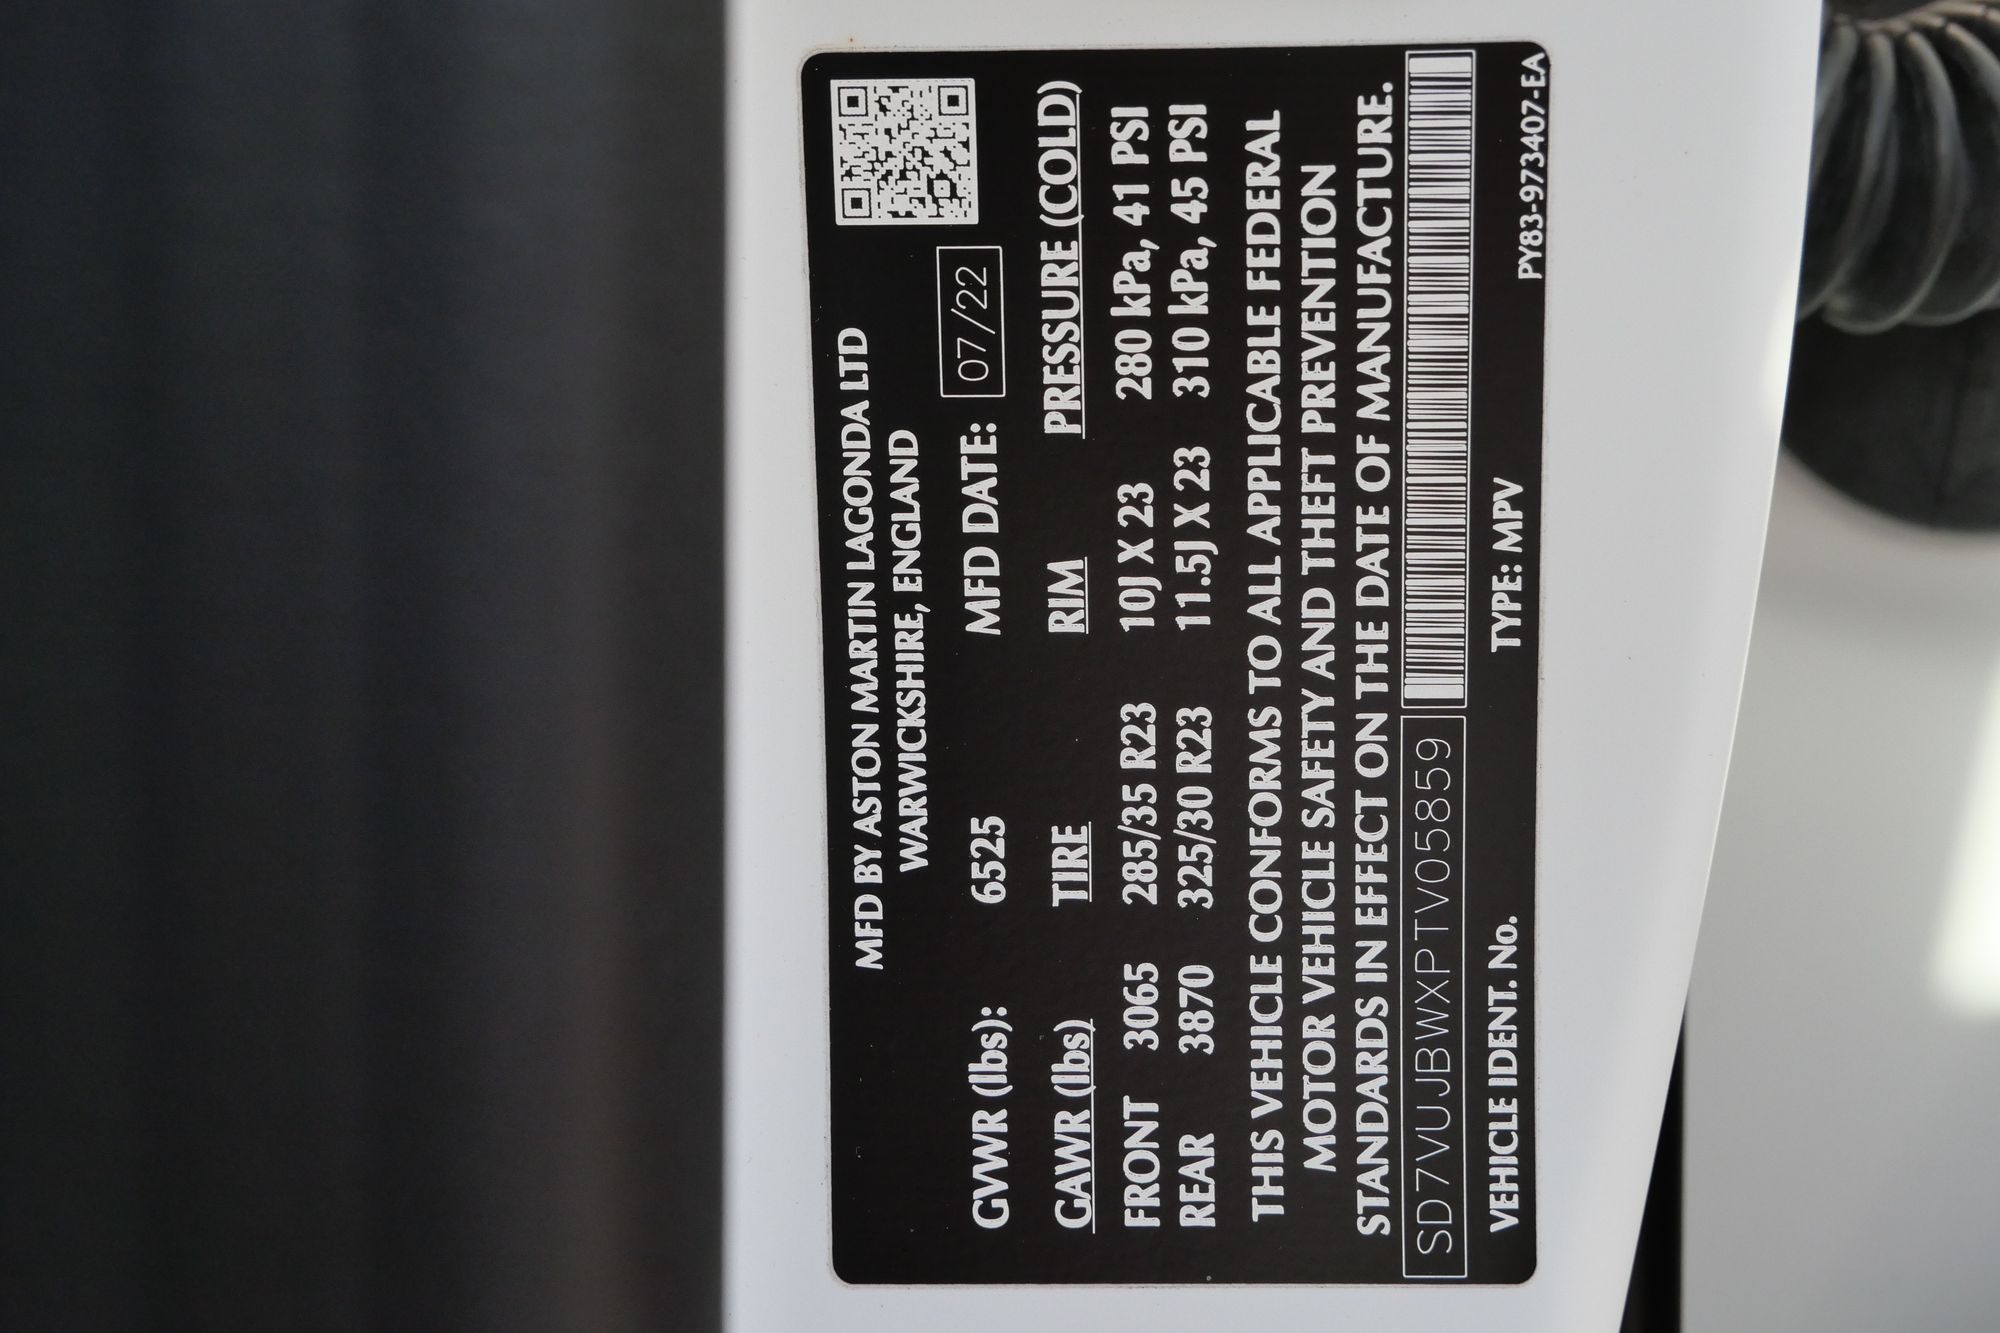 MFD BY ASTON MARTIN LAGONDA LTD
WARWICKSHIRE, ENGLAND
GVWR (lbs): 6525 MFD DATE: 07/22
GAWR (lbs) TIRE RIM PRESSURE (COLD)
FRONT 3065 285/35 R23 10J X 23 280 kPa, 41 PSI
REAR 3870 325/30 R23 11.5J X 23 310 kPa, 45 PSI
THIS VEHICLE CONFORMS TO ALL APPLICABLE FEDERAL
MOTOR VEHICLE SAFETY AND THEFT PREVENTION
STANDARDS IN EFFECT ON THE DATE OF MANUFACTURE.
SD7VUJBWXPTV05859
VEHICLE IDENT. No. TYPE: MPV
PY83-973407-EA